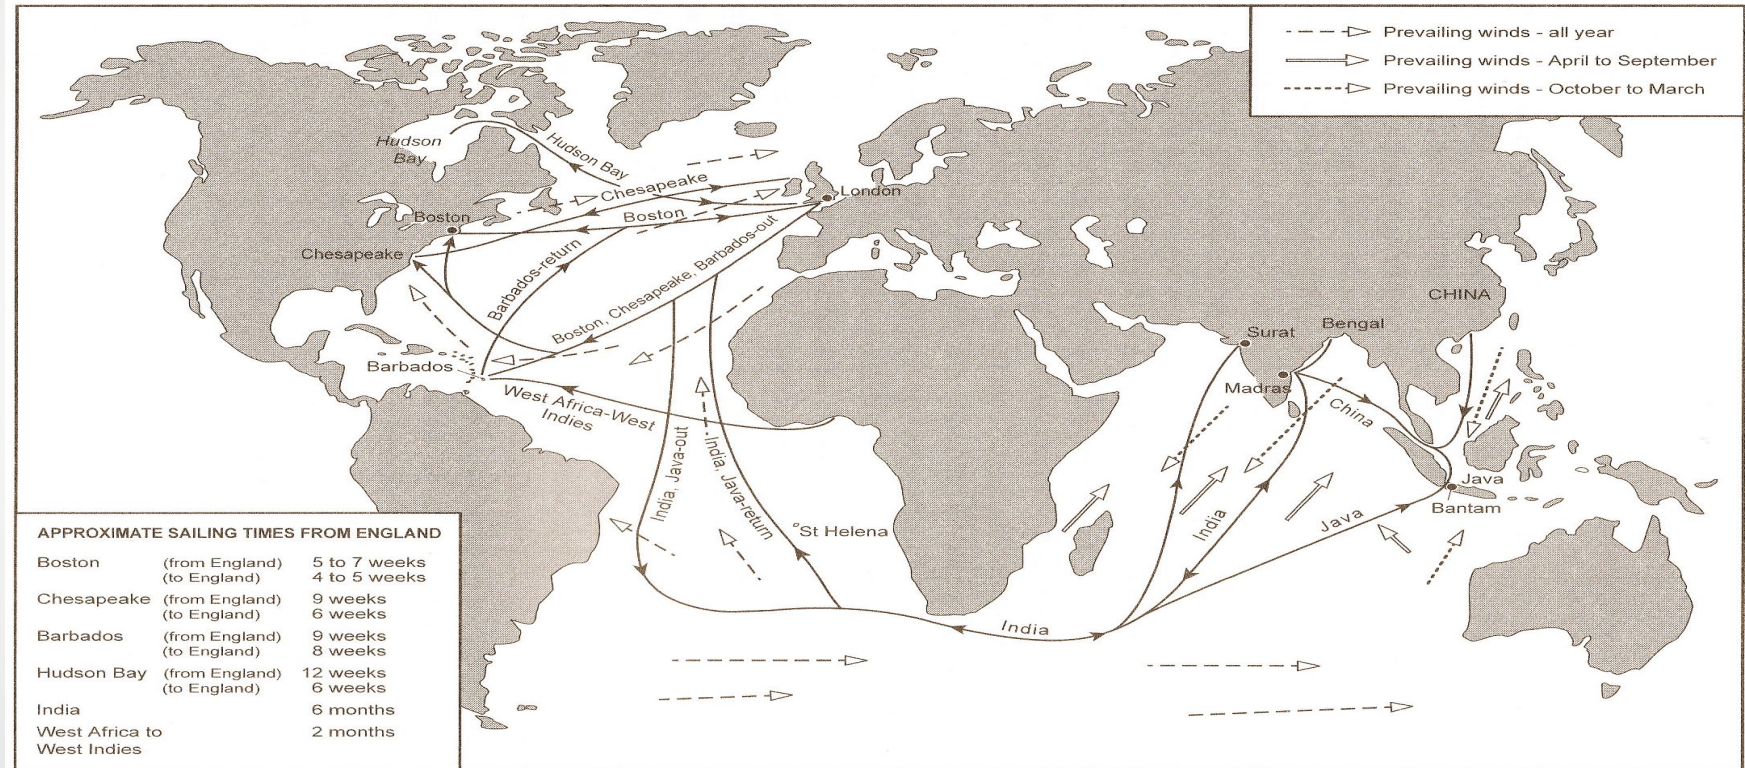 Prevailing winds - all year
Prevailing winds - April to September
Prevailing winds - October to March
Hudson
Bay
Hudson Bay
Chesapeake
London
Boston
Boston
Chesapeake
Barbados-return
Boston, Chesapeake, Barbados-out
CHINA
Surat
Bengal
Barbados
Madras
West Africa-West
Indies
China
India, Java-out
India, Java-return
Java
Bantam
St Helena
India
Java
India
APPROXIMATE SAILING TIMES FROM ENGLAND
Boston (from England) 5 to 7 weeks
(to England) 4 to 5 weeks
Chesapeake (from England) 9 weeks
(to England) 6 weeks
Barbados (from England) 9 weeks
(to England) 8 weeks
Hudson Bay (from England) 12 weeks
(to England) 6 weeks
India 6 months
West Africa to 2 months
West Indies